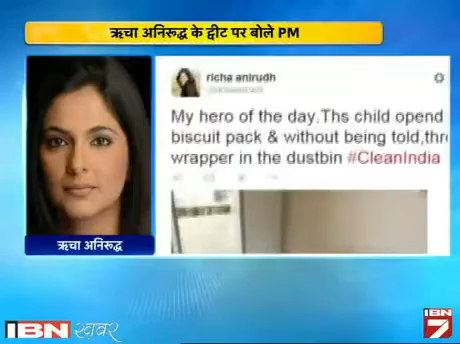 ऋचा अनिरूद्ध के ट्वीट पर बोले PM
richa anirudh
My hero of the day.Ths child opend
biscuit pack & without being told,thr
wrapper in the dustbin #CleanIndia
ऋचा अनिरूद्ध
IBN खबर
IBN
7